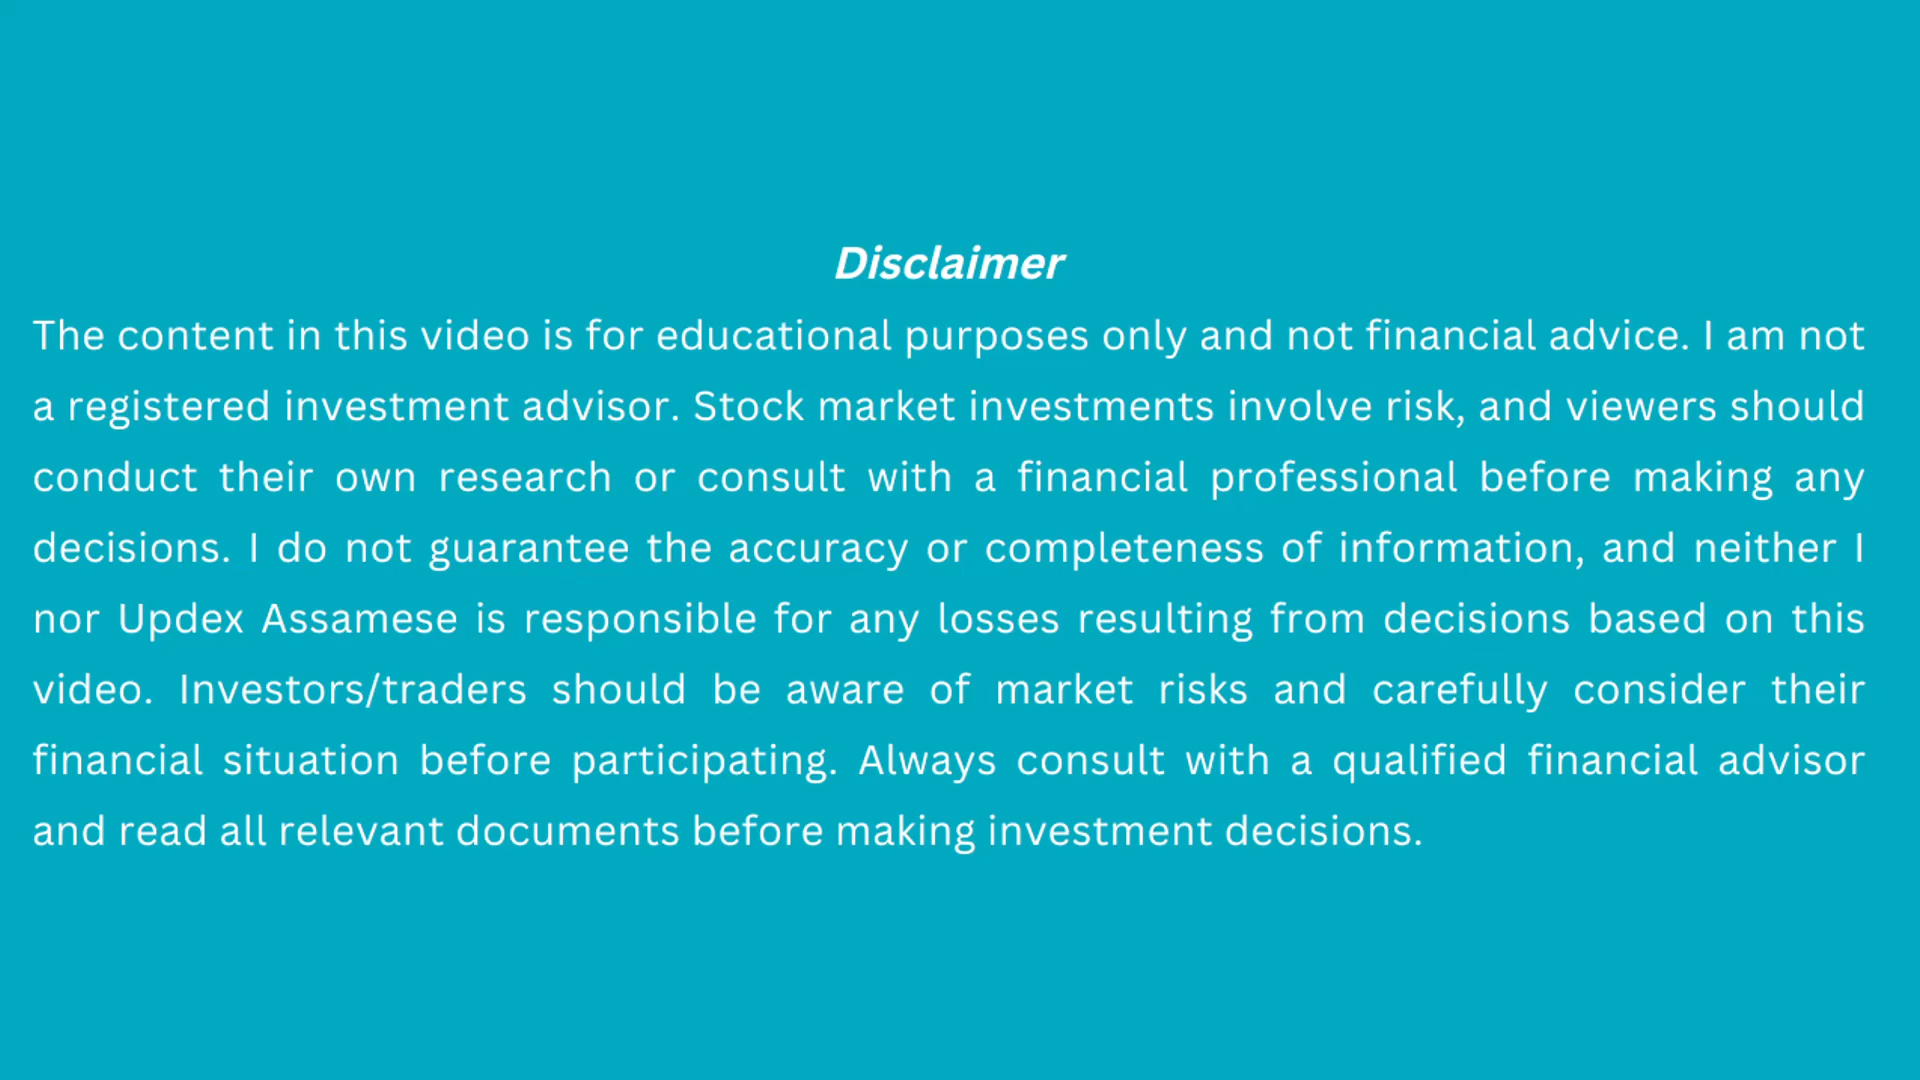 Disclaimer
The content in this video is for educational purposes only and not financial advice. I am not
a registered investment advisor. Stock market investments involve risk, and viewers should
conduct their own research or consult with a financial professional before making any
decisions. I do not guarantee the accuracy or completeness of information, and neither I
nor Updex Assamese is responsible for any losses resulting from decisions based on this
video. Investors/traders should be aware of market risks and carefully consider their
financial situation before participating. Always consult with a qualified financial advisor
and read all relevant documents before making investment decisions.